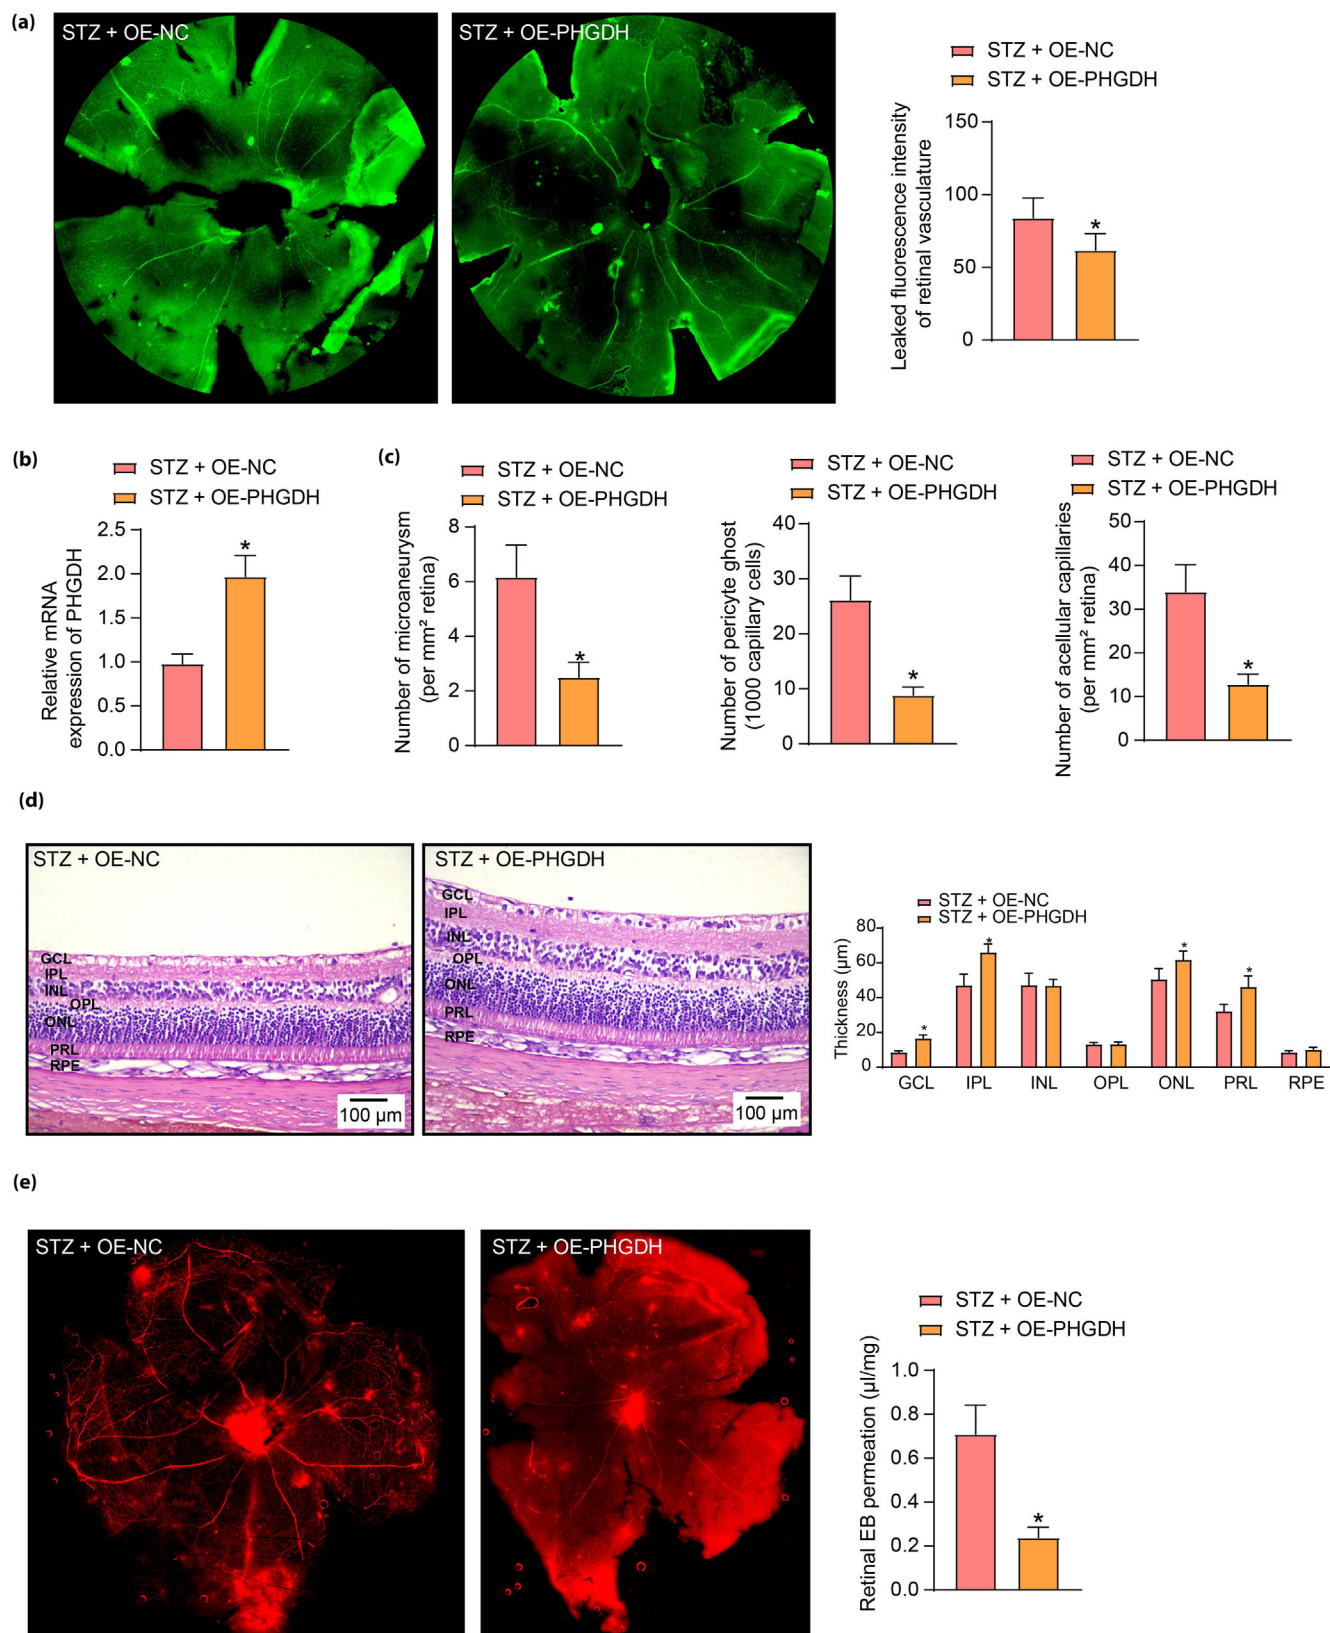 (a)
STZ + OE-NC
STZ + OE-PHGDH
STZ + OE-NC
STZ + OE-PHGDH
Leaked fluorescence intensity
of retinal vasculature
150
100
50
0
*
(b)
STZ + OE-NC
STZ + OE-PHGDH
Relative mRNA
expression of PHGDH
2.5
2.0
1.5
1.0
0.5
0.0
*
(c)
STZ + OE-NC
STZ + OE-PHGDH
Number of microaneurysm
(per mm² retina)
8
6
4
2
0
*
STZ + OE-NC
STZ + OE-PHGDH
Number of pericyte ghost
(1000 capillary cells)
40
30
20
10
0
*
STZ + OE-NC
STZ + OE-PHGDH
Number of acellular capillaries
(per mm² retina)
50
40
30
20
10
0
*
(d)
STZ + OE-NC
GCL
IPL
INL
OPL
ONL
PRL
RPE
100 µm
STZ + OE-PHGDH
GCL
IPL
INL
OPL
ONL
PRL
RPE
100 µm
STZ + OE-NC
STZ + OE-PHGDH
Thickness (µm)
80
60
40
20
0
*
*
*
*
GCL IPL INL OPL ONL PRL RPE
(e)
STZ + OE-NC
STZ + OE-PHGDH
STZ + OE-NC
STZ + OE-PHGDH
Retinal EB permeation (µl/mg)
1.0
0.8
0.6
0.4
0.2
0.0
*